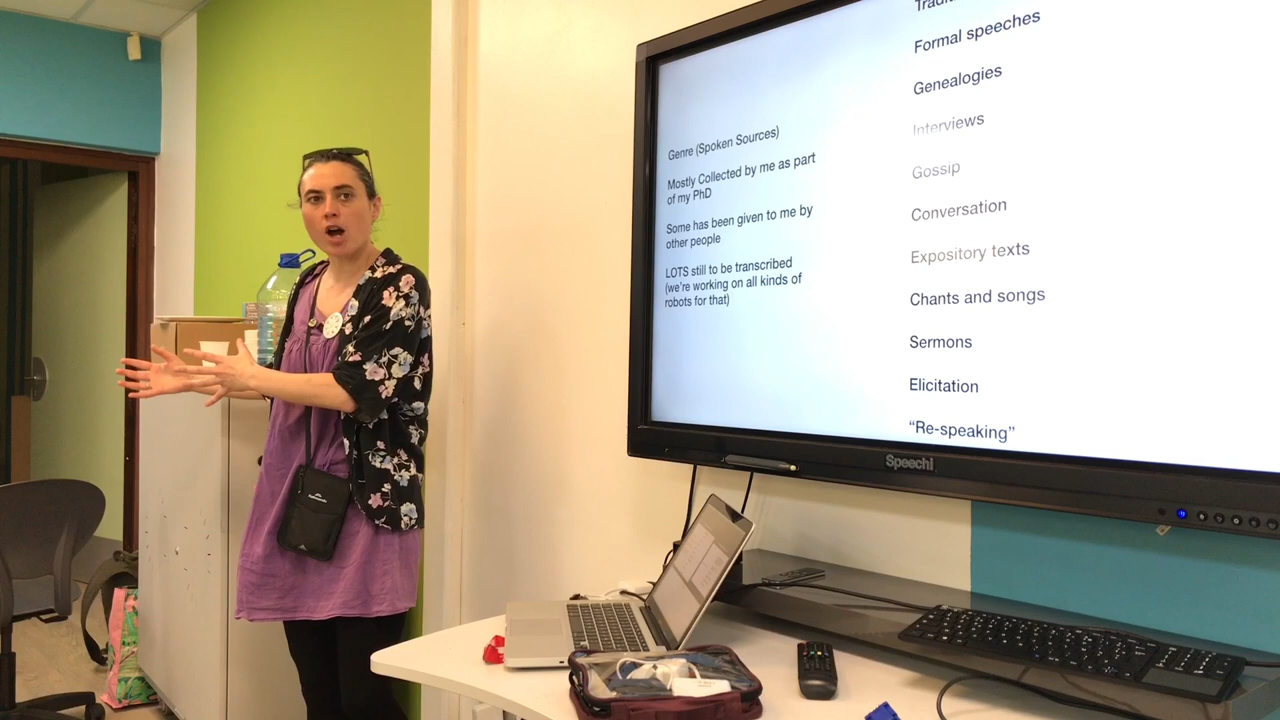 Genre (Spoken Sources)
Mostly Collected by me as part
of my PhD
Some has been given to me by
other people
LOTS still to be transcribed
(we're working on all kinds of
robots for that)
Formal speeches
Genealogies
Interviews
Gossip
Conversation
Expository texts
Chants and songs
Sermons
Elicitation
“Re-speaking”
Speechi